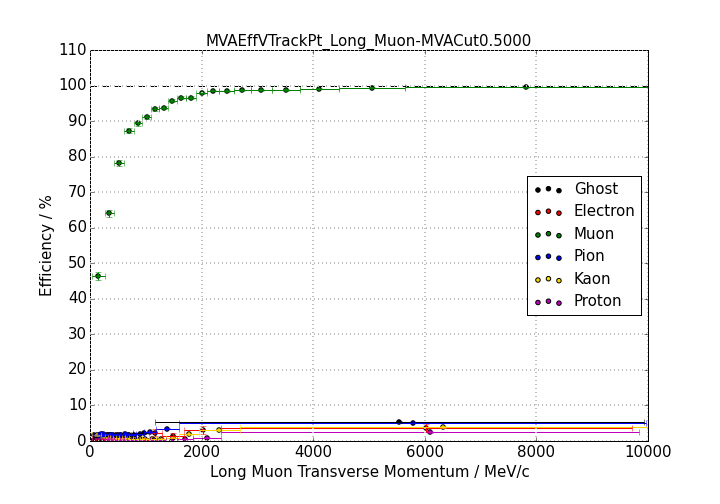 MVAEffVTrackPt_Long_Muon-MVACut0.5000
110
100
90
80
70
60
50
40
30
20
10
0
Efficiency / %
Ghost
Electron
Muon
Pion
Kaon
Proton
0 2000 4000 6000 8000 10000
Long Muon Transverse Momentum / MeV/c